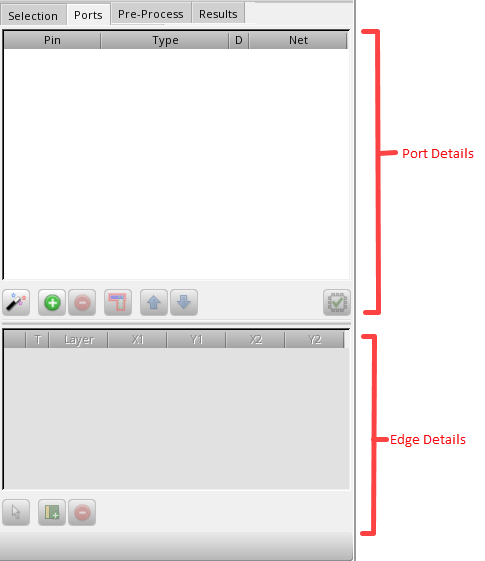 Selection Ports Pre-Process Results
Pin Type D Net
Port Details
T Layer X1 Y1 X2 Y2
Edge Details